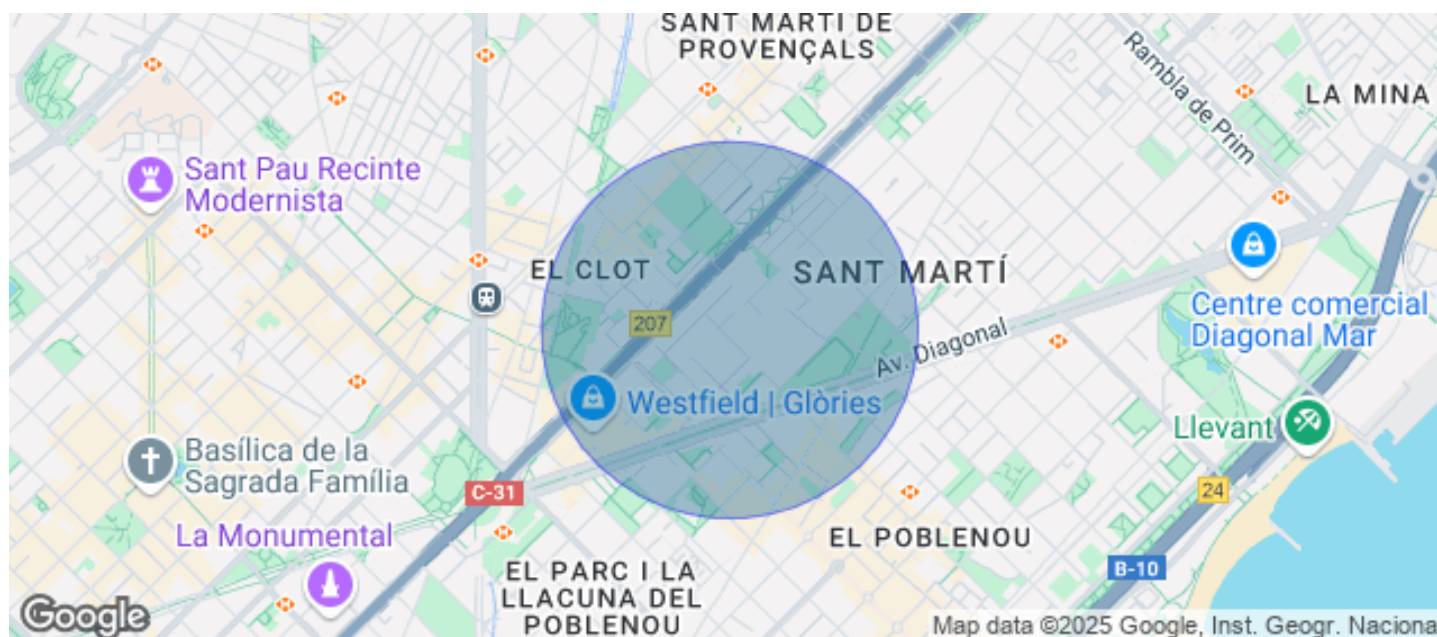 SANT MARTÍ DE
PROVENÇALS
Rambla de Prim
LA MINA
Sant Pau Recinte
Modernista
EL CLOT
SANT MARTÍ
207
Centre comercial
Diagonal Mar
Av. Diagonal
Westfield | Glòries
Llevant
Basílica de la
Sagrada Família
C-31
24
La Monumental
EL POBLENOU
B-10
EL PARC I LA
LLACUNA DEL
POBLENOU
Google
Map data ©2025 Google, Inst. Geogr. Naciona